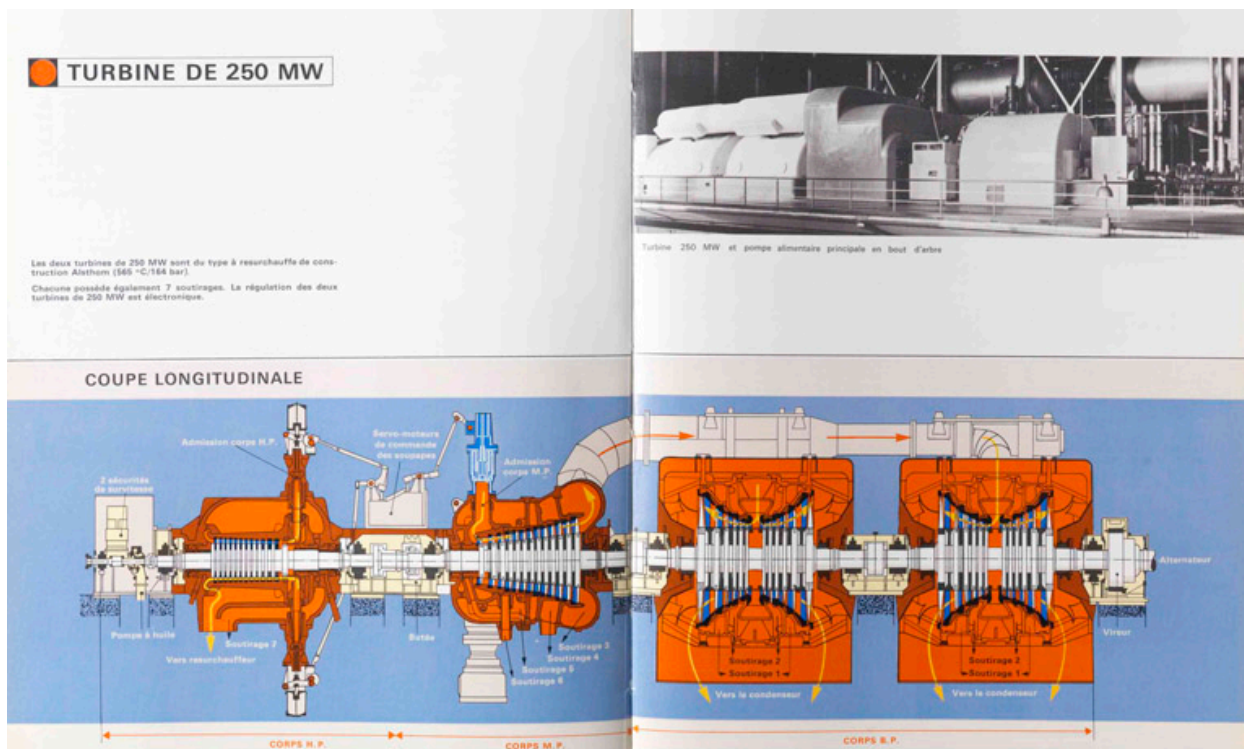 TURBINE DE 250 MW
Les deux turbines de 250 MW sont du type à resurchauffe de cons-
truction Alsthom (565 °C/164 bar).
Chacune possède également 7 soutirages. La régulation des deux
turbines de 250 MW est électronique.
Turbine 250 MW et pompe alimentaire principale en bout d'arbre
COUPE LONGITUDINALE
Admission corps H.P.
Servo-moteurs
de commande
des soupapes
Admission
corps M.P.
2 sécurités
de survitesse
Alternateur
Pompe à huile
Butée
Vireur
Soutirage 7
Vers resurchauffeur
Soutirage 3
Soutirage 4
Soutirage 5
Soutirage 6
Soutirage 2
Soutirage 1
Vers le condenseur
Soutirage 2
Soutirage 1
Vers le condenseur
CORPS H.P.
CORPS M.P.
CORPS B.P.